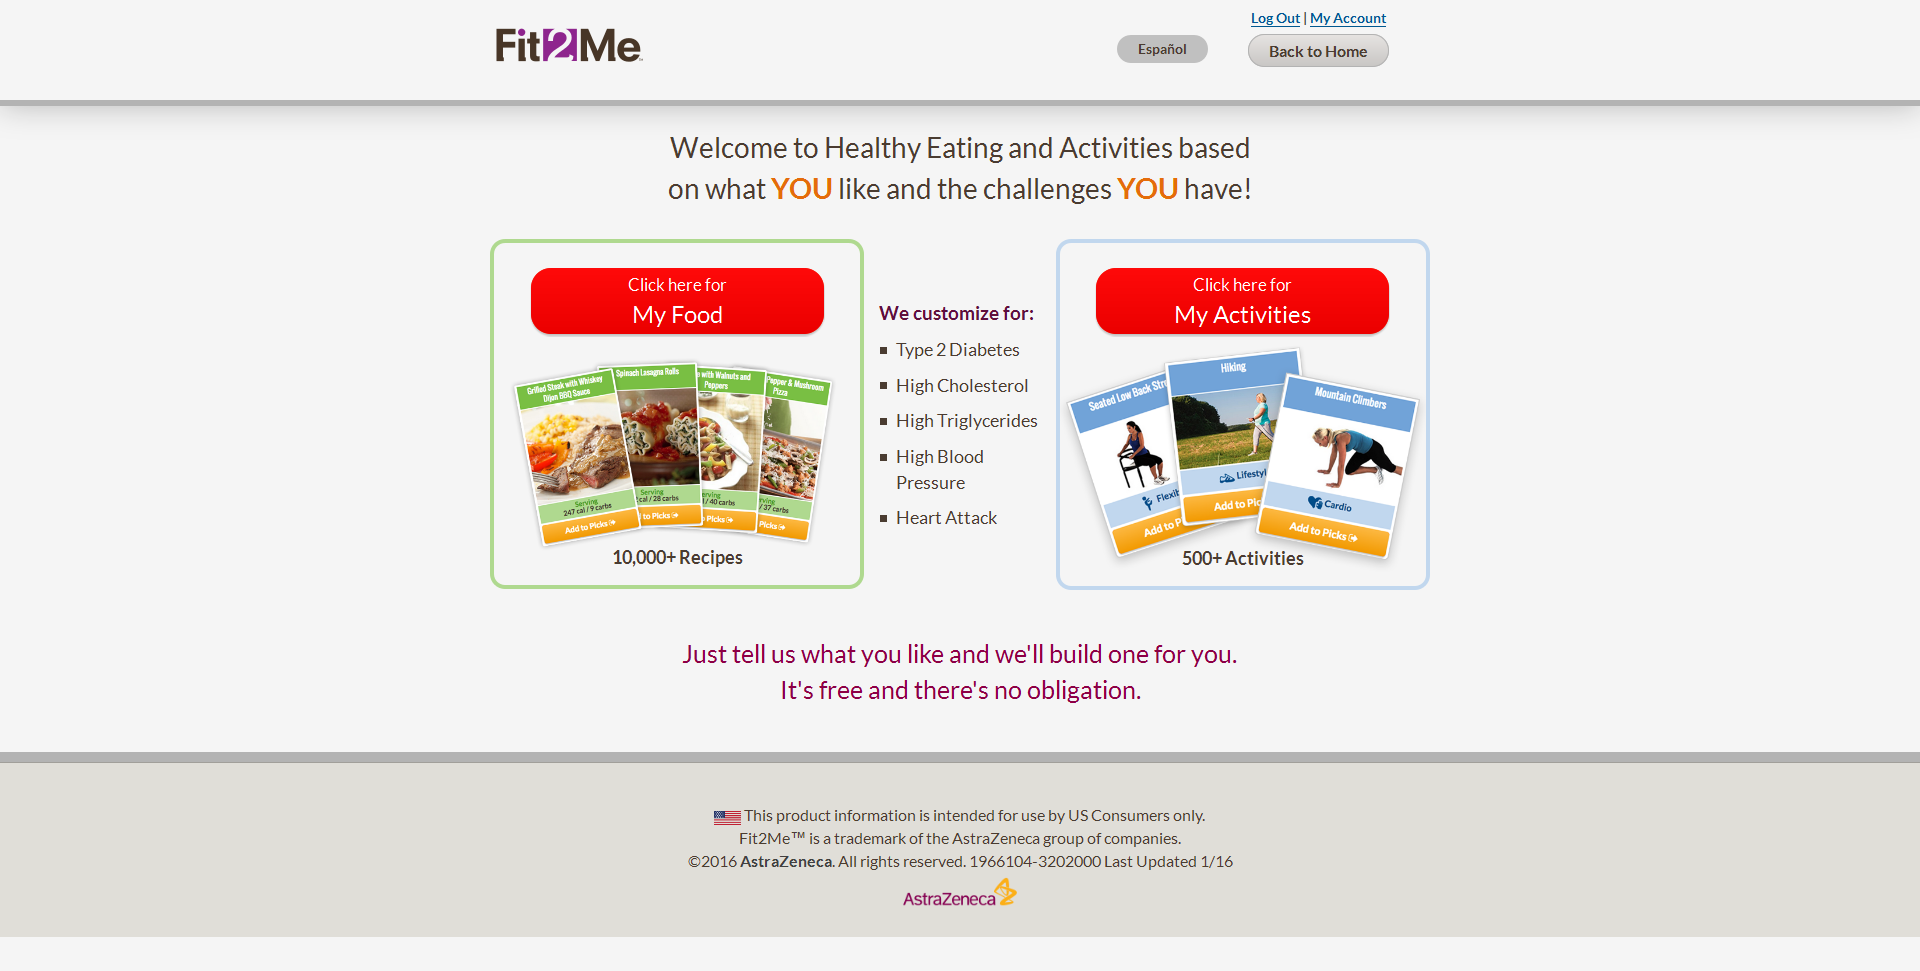 Fit2Me
Log Out | My Account
Español
Back to Home
Welcome to Healthy Eating and Activities based
on what YOU like and the challenges YOU have!
Click here for
My Food
Grilled Steak with Whiskey
Dijon BBQ Sauce
Serving
247 cal / 9 carbs
Add to Picks
Spinach Lasagna Rolls
Serving
cal / 28 carbs
to Picks
with Walnuts and
Peppers
/ 40 carbs
Picks
Pepper & Mushroom
Pizza
/ 37 carbs
Picks
10,000+ Recipes
We customize for:
Type 2 Diabetes
High Cholesterol
High Triglycerides
High Blood
Pressure
Heart Attack
Click here for
My Activities
Seated Low Back Str
Flexib
Add to P
Hiking
Lifestyl
Add to Pic
Mountain Climbers
Cardio
Add to Picks
500+ Activities
Just tell us what you like and we'll build one for you.
It's free and there's no obligation.
This product information is intended for use by US Consumers only.
Fit2Me™ is a trademark of the AstraZeneca group of companies.
©2016 AstraZeneca. All rights reserved. 1966104-3202000 Last Updated 1/16
AstraZeneca